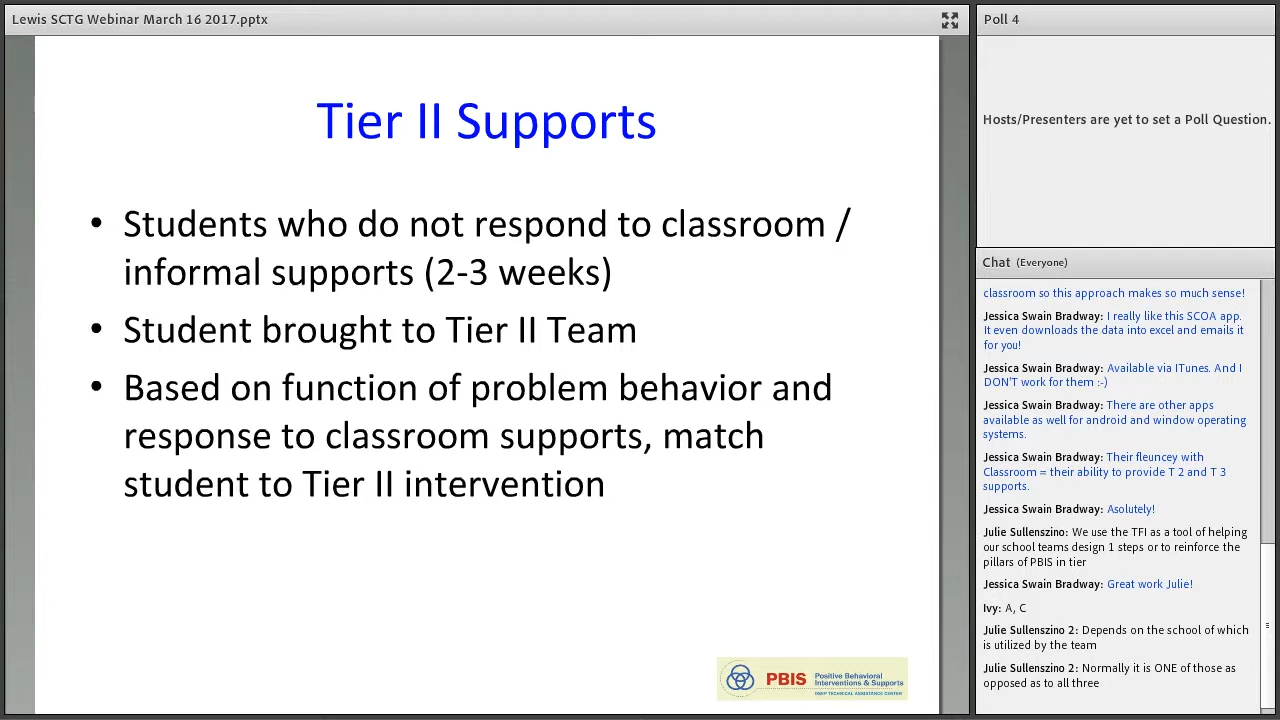 Lewis SCTG Webinar March 16 2017.pptx
Tier II Supports
• Students who do not respond to classroom /
informal supports (2-3 weeks)
• Student brought to Tier II Team
• Based on function of problem behavior and
response to classroom supports, match
student to Tier II intervention
PBIS
Positive Behavioral
Interventions & Supports
OSEP TECHNICAL ASSISTANCE CENTER
Poll 4
Hosts/Presenters are yet to set a Poll Question.
Chat (Everyone)
classroom so this approach makes so much sense!
Jessica Swain Bradway: I really like this SCOA app.
It even downloads the data into excel and emails it
for you!
Jessica Swain Bradway: Available via ITunes. And I
DON'T work for them :-)
Jessica Swain Bradway: There are other apps
available as well for android and window operating
systems.
Jessica Swain Bradway: Their fleuncey with
Classroom = their ability to provide T 2 and T 3
supports.
Jessica Swain Bradway: Asolutely!
Julie Sullenszino: We use the TFI as a tool of helping
our school teams design 1 steps or to reinforce the
pillars of PBIS in tier
Jessica Swain Bradway: Great work Julie!
Ivy: A, C
Julie Sullenszino 2: Depends on the school of which
is utilized by the team
Julie Sullenszino 2: Normally it is ONE of those as
opposed as to all three